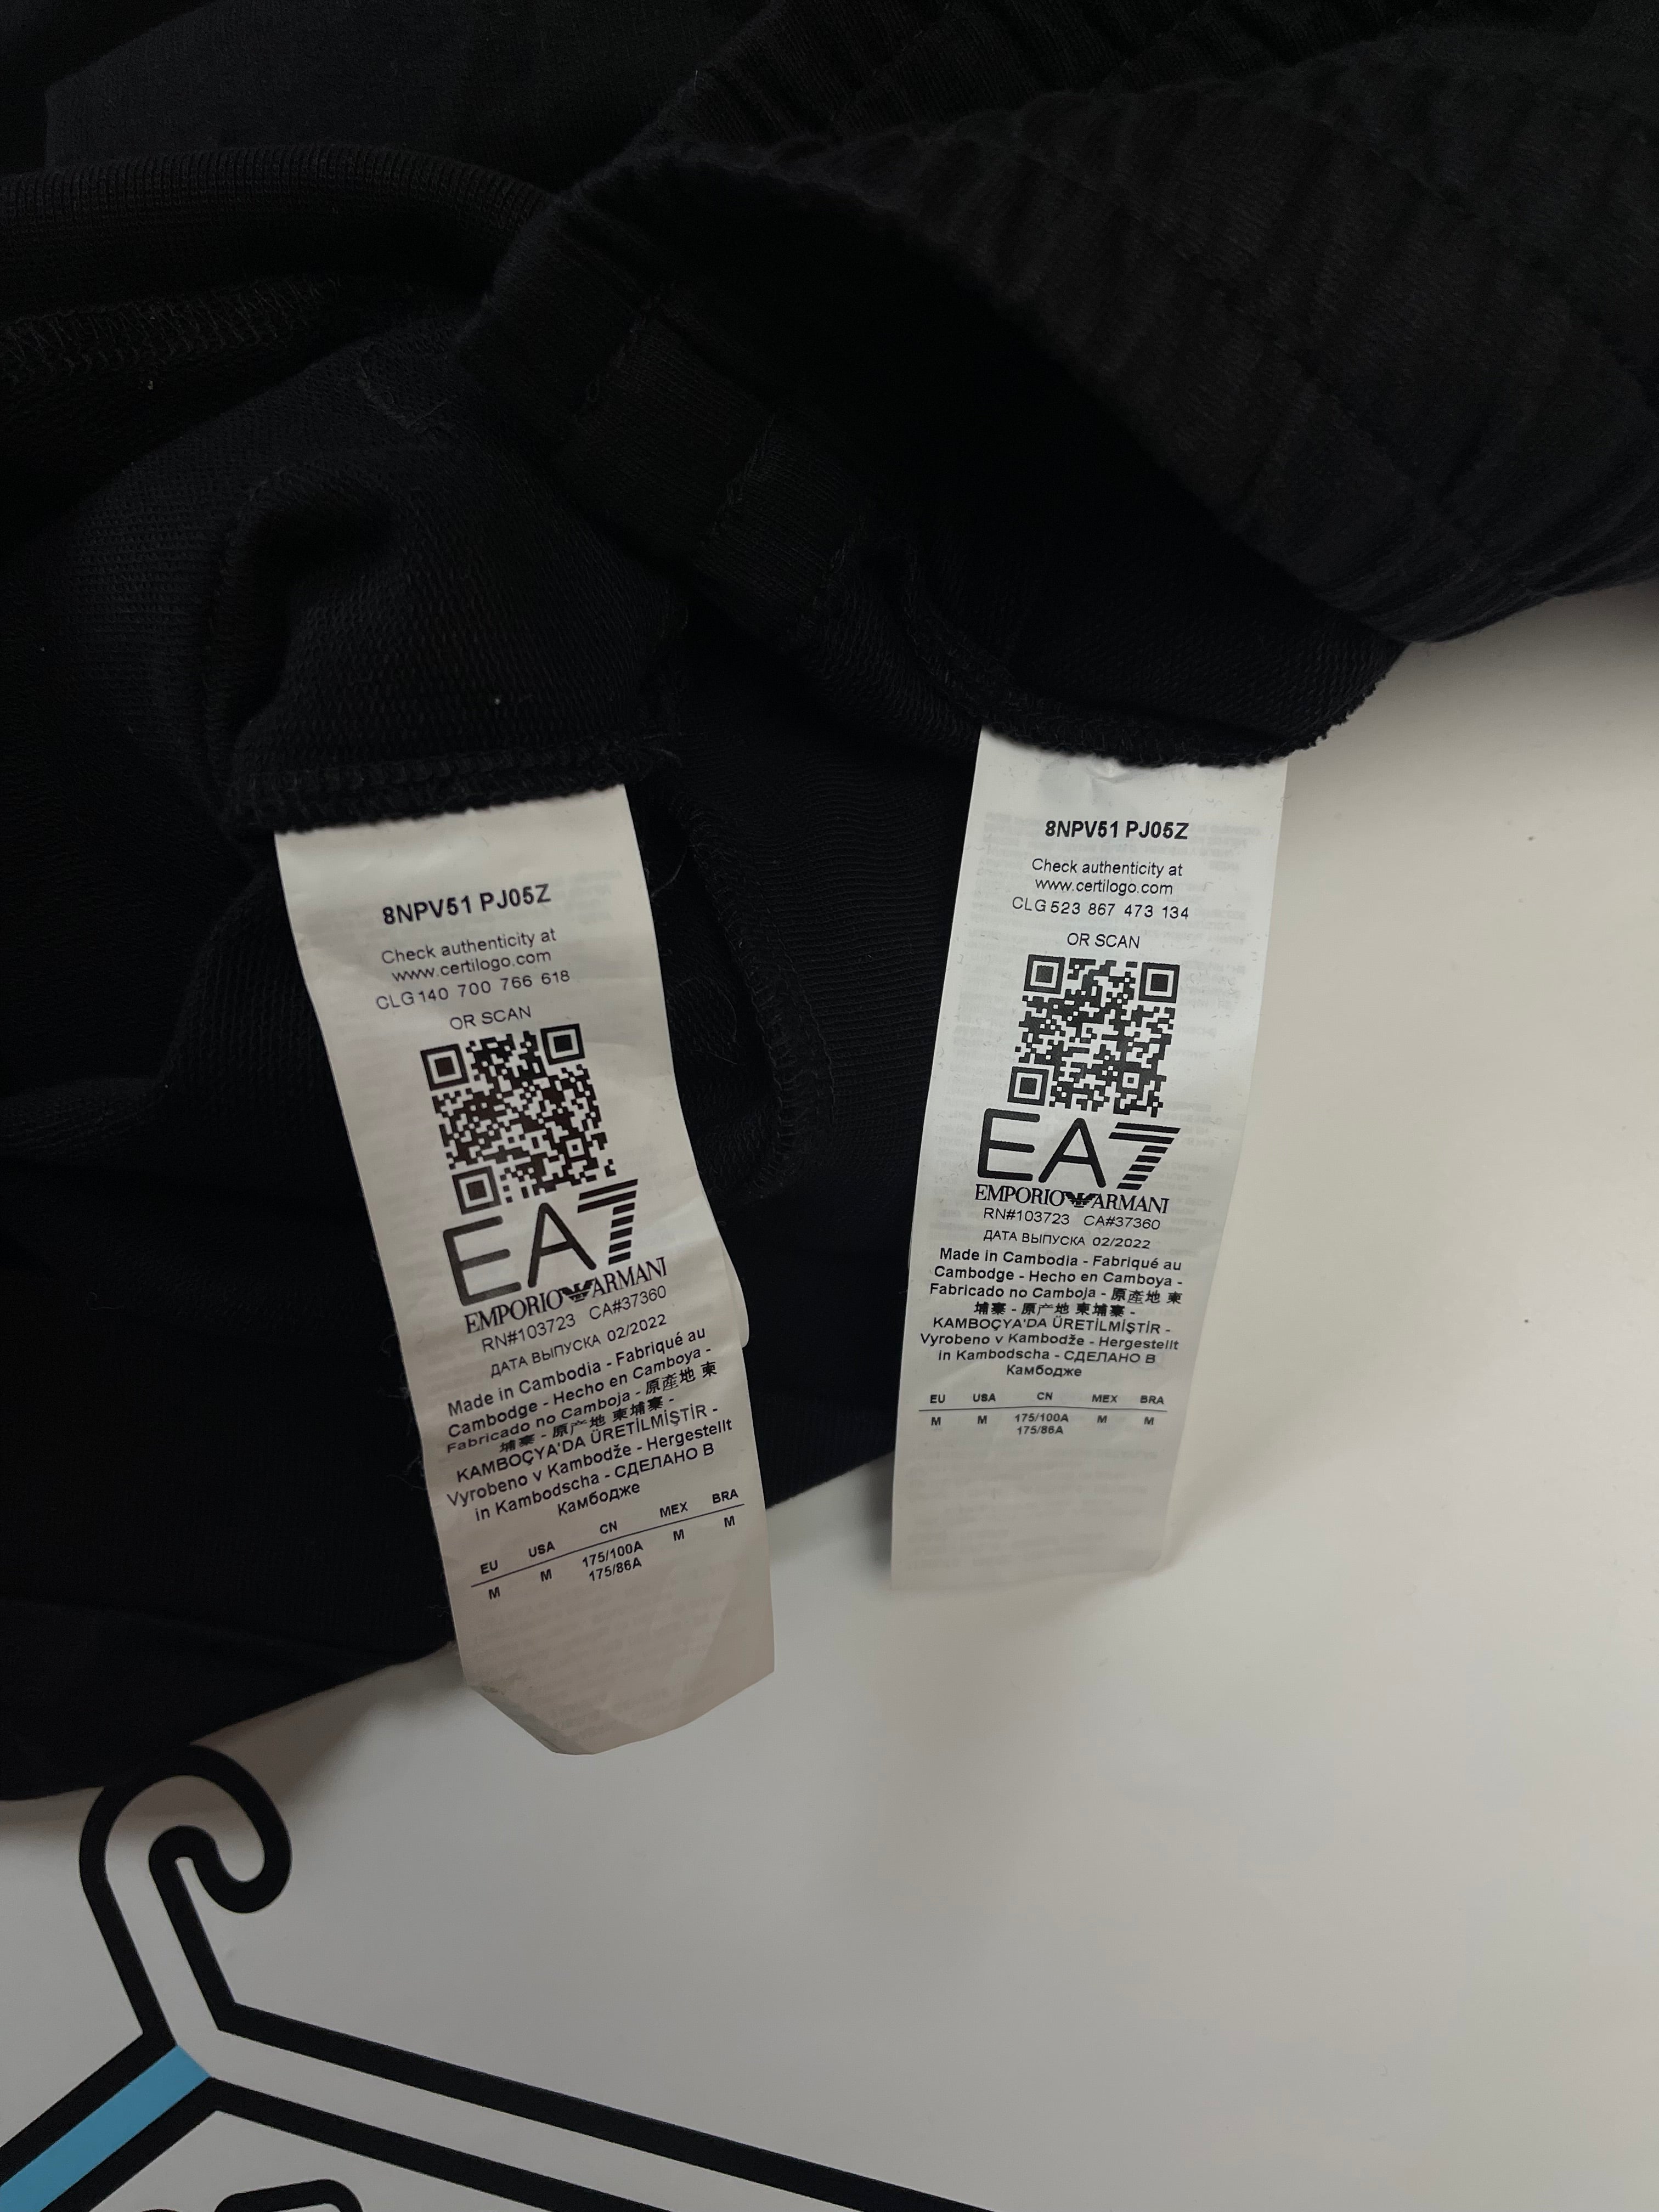 8NPV51 PJ05Z
Check authenticity at
www.certilogo.com
CLG 140 700 766 618
OR SCAN
EA7
EMPORIO ARMANI
RN#103723 CA#37360
ДАТА ВЫПУСКА 02/2022
Made in Cambodia - Fabriqué au
Cambodge - Hecho en Camboya -
Fabricado no Camboja - 原產地 柬
埔寨 - 原产地 柬埔寨 -
KAMBOÇYA'DA ÜRETİLMİŞTİR -
Vyrobeno v Kambodže - Hergestellt
in Kambodscha - СДЕЛАНО В
Камбодже
EU USA CN MEX BRA
M M 175/100A M M
175/86A
8NPV51 PJ05Z
Check authenticity at
www.certilogo.com
CLG 523 867 473 134
OR SCAN
EA7
EMPORIO ARMANI
RN#103723 CA#37360
ДАТА ВЫПУСКА 02/2022
Made in Cambodia - Fabriqué au
Cambodge - Hecho en Camboya -
Fabricado no Camboja - 原產地 柬
埔寨 - 原产地 柬埔寨 -
KAMBOÇYA'DA ÜRETİLMİŞTİR -
Vyrobeno v Kambodže - Hergestellt
in Kambodscha - СДЕЛАНО В
Камбодже
EU USA CN MEX BRA
M M 175/100A M M
175/86A